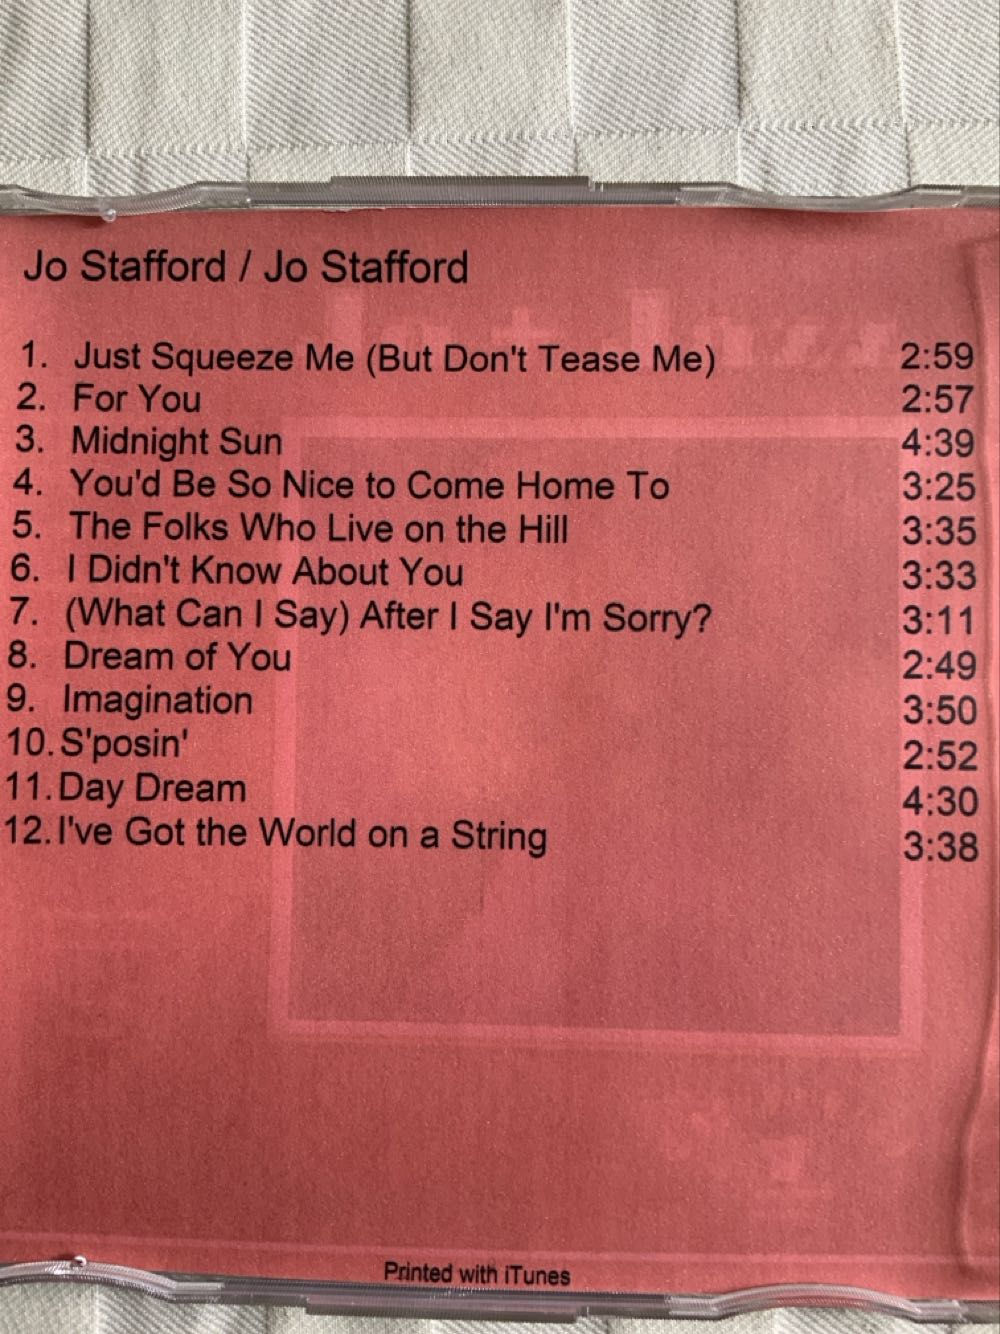 Jo Stafford / Jo Stafford
1. Just Squeeze Me (But Don't Tease Me) 2:59
2. For You 2:57
3. Midnight Sun 4:39
4. You'd Be So Nice to Come Home To 3:25
5. The Folks Who Live on the Hill 3:35
6. I Didn't Know About You 3:33
7. (What Can I Say) After I Say I'm Sorry? 3:11
8. Dream of You 2:49
9. Imagination 3:50
10. S'posin' 2:52
11. Day Dream 4:30
12. I've Got the World on a String 3:38
Printed with iTunes